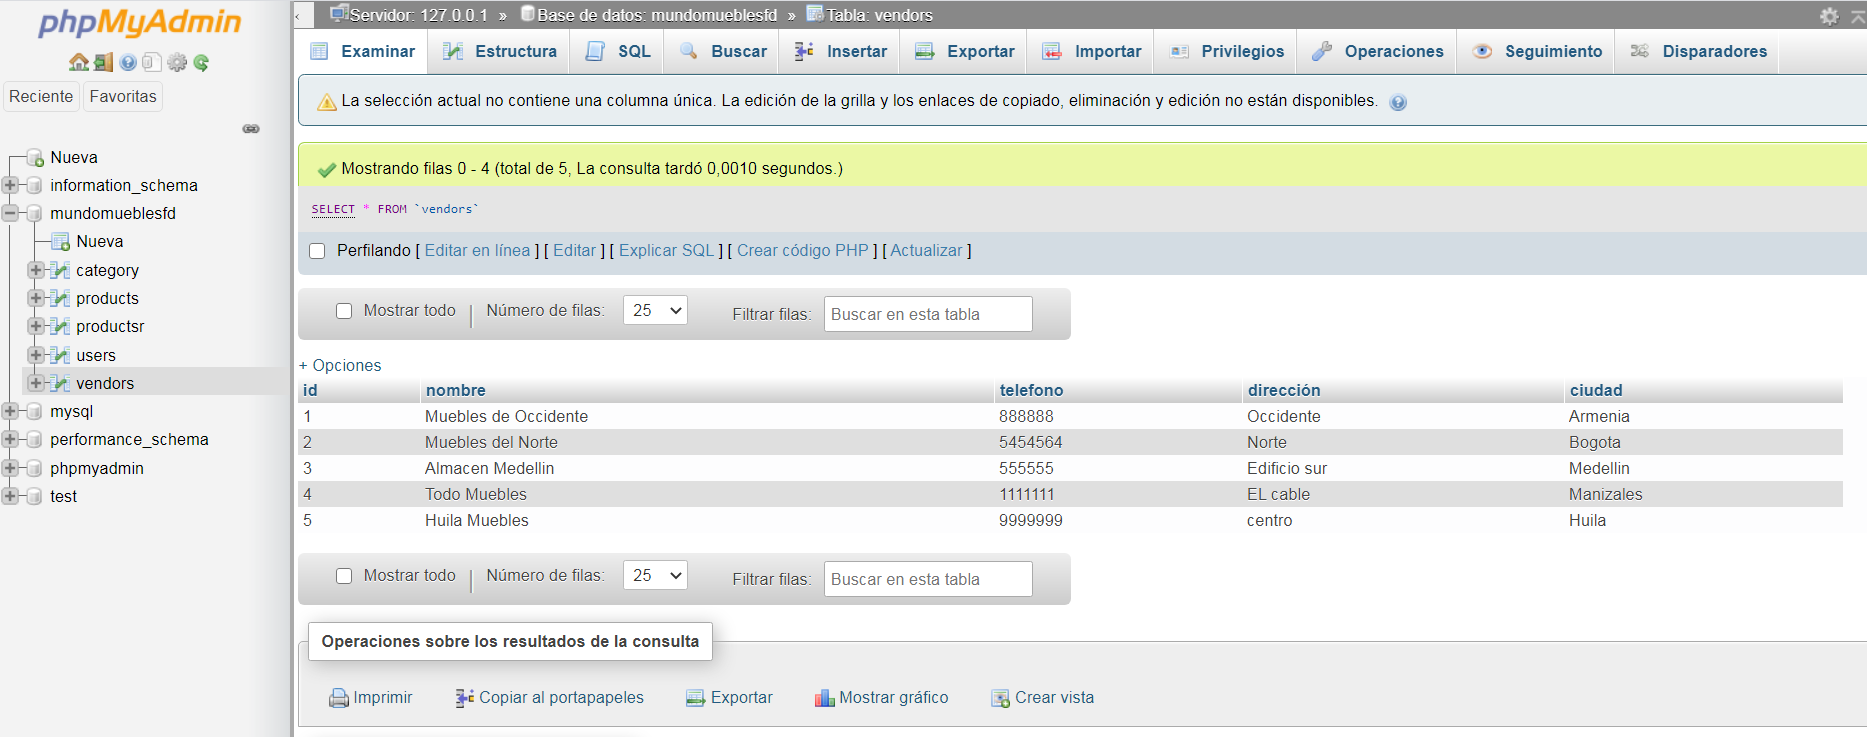 phpMyAdmin
Reciente Favoritas
Nueva
information_schema
mundomueblesfd
Nueva
category
products
productsr
users
vendors
mysql
performance_schema
phpmyadmin
test
Servidor: 127.0.0.1 » Base de datos: mundomueblesfd » Tabla: vendors
Examinar Estructura SQL Buscar Insertar Exportar Importar Privilegios Operaciones Seguimiento Disparadores
La selección actual no contiene una columna única. La edición de la grilla y los enlaces de copiado, eliminación y edición no están disponibles.
Mostrando filas 0 - 4 (total de 5, La consulta tardó 0,0010 segundos.)
SELECT * FROM `vendors`
Perfilando [ Editar en línea ] [ Editar ] [ Explicar SQL ] [ Crear código PHP ] [ Actualizar ]
Mostrar todo | Número de filas: 25 Filtrar filas: Buscar en esta tabla
+ Opciones
id nombre telefono dirección ciudad
1 Muebles de Occidente 888888 Occidente Armenia
2 Muebles del Norte 5454564 Norte Bogota
3 Almacen Medellin 555555 Edificio sur Medellin
4 Todo Muebles 1111111 EL cable Manizales
5 Huila Muebles 9999999 centro Huila
Mostrar todo | Número de filas: 25 Filtrar filas: Buscar en esta tabla
Operaciones sobre los resultados de la consulta
Imprimir Copiar al portapapeles Exportar Mostrar gráfico Crear vista